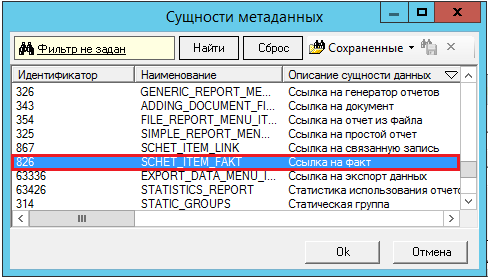 Сущности метаданных
Фильтр не задан Найти Сброс Сохраненные
Идентификатор Наименование Описание сущности данных
326 GENERIC_REPORT_ME... Ссылка на генератор отчетов
343 ADDING_DOCUMENT_FI... Ссылка на документ
354 FILE_REPORT_MENU_IT... Ссылка на отчет из файла
325 SIMPLE_REPORT_MEN... Ссылка на простой отчет
867 SCHET_ITEM_LINK Ссылка на связанную запись
826 SCHET_ITEM_FAKT Ссылка на факт
63336 EXPORT_DATA_MENU_I... Ссылка на экспорт данных
63426 STATISTICS_REPORT Статистика использования отчето
314 STATIC_GROUPS Статическая группа
Ok Отмена